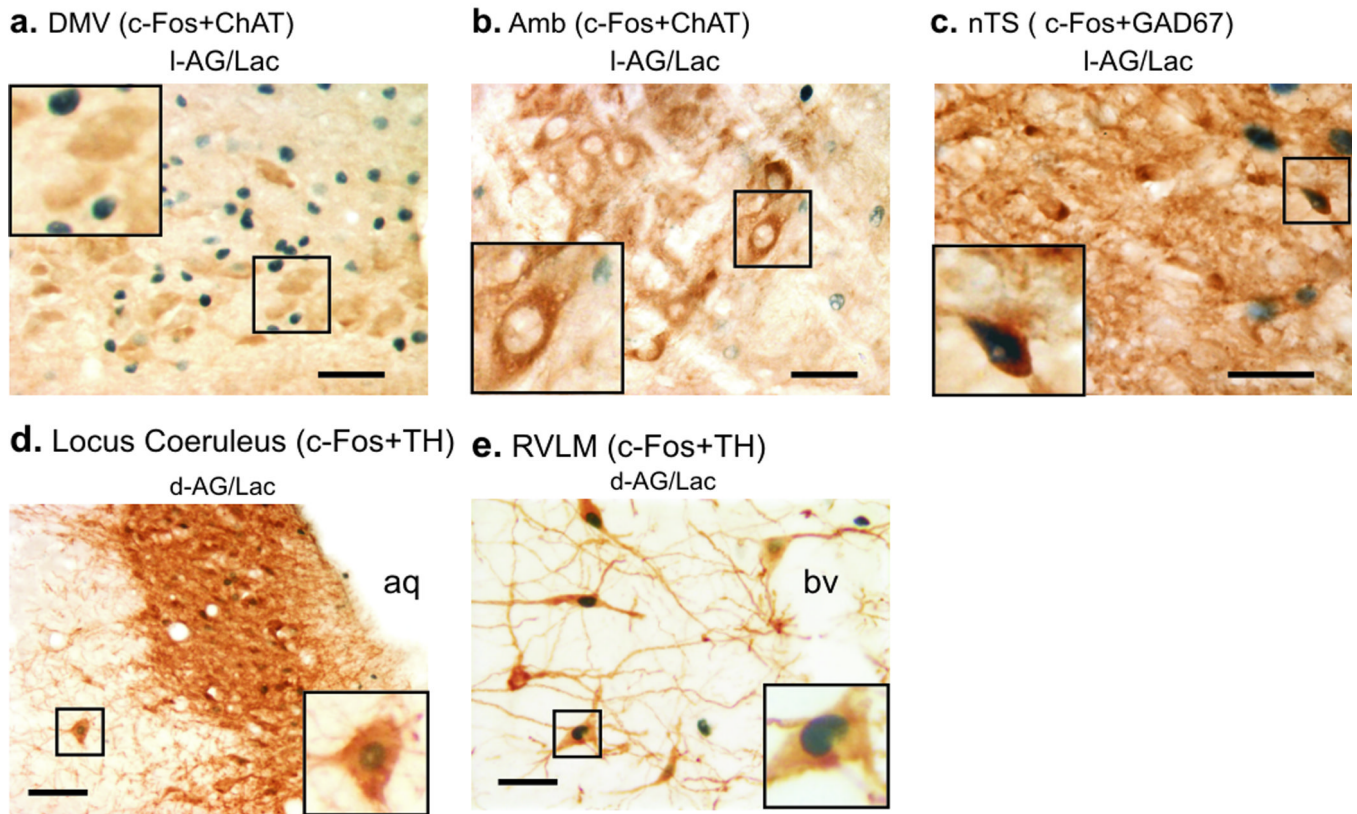 a. DMV (c-Fos+ChAT)
l-AG/Lac
b. Amb (c-Fos+ChAT)
l-AG/Lac
c. nTS ( c-Fos+GAD67)
l-AG/Lac
d. Locus Coeruleus (c-Fos+TH)
d-AG/Lac
aq
e. RVLM (c-Fos+TH)
d-AG/Lac
bv